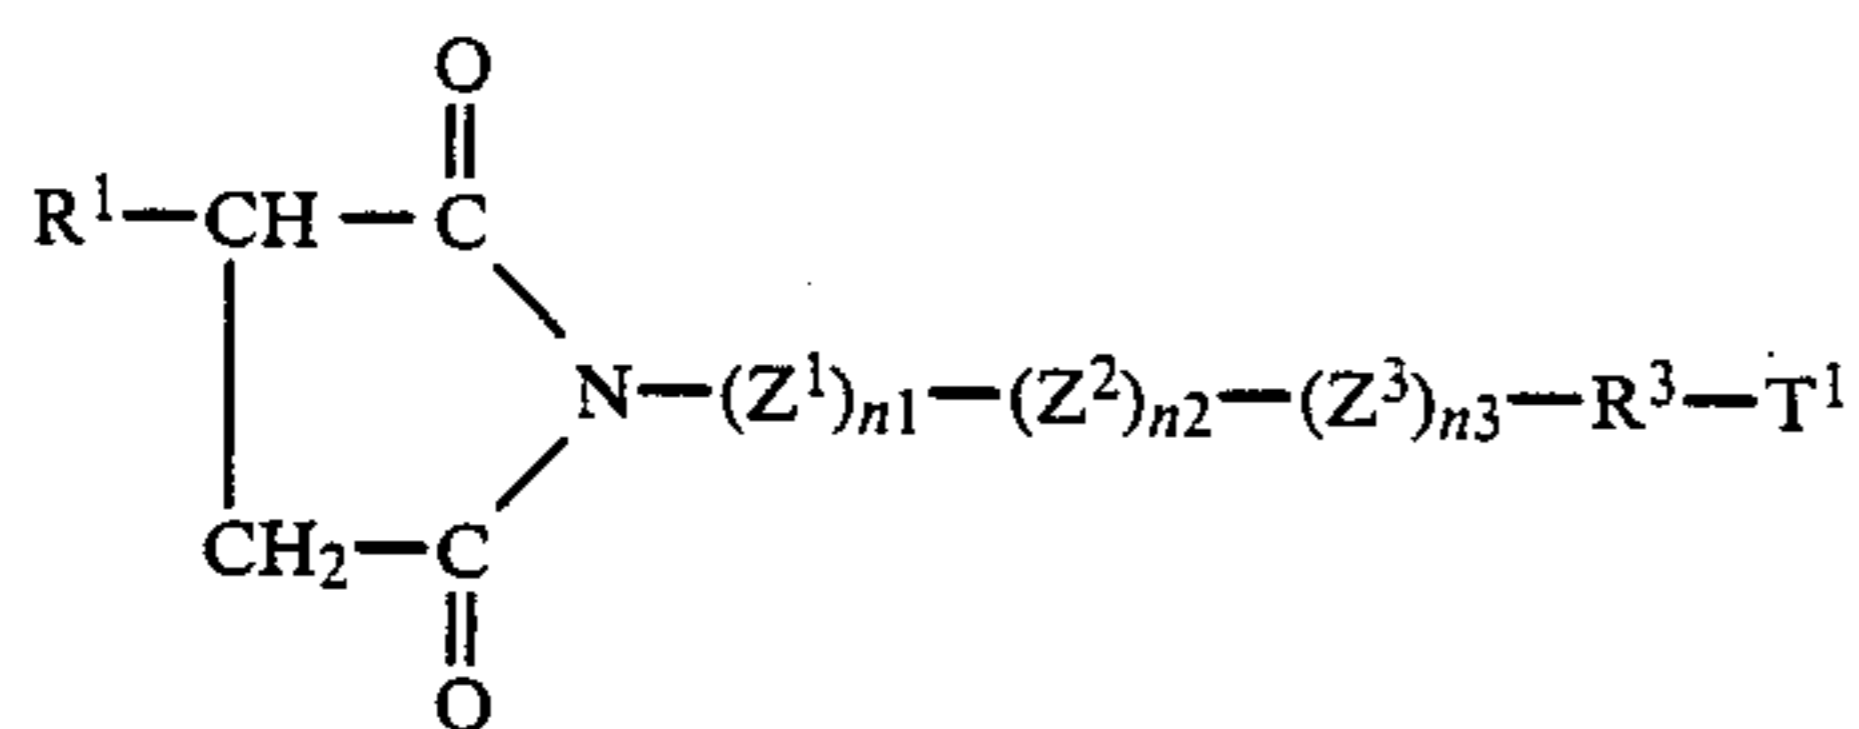 O
R¹—CH—C
N—(Z¹)ₙ₁—(Z²)ₙ₂—(Z³)ₙ₃—R³—T¹
CH₂—C
O